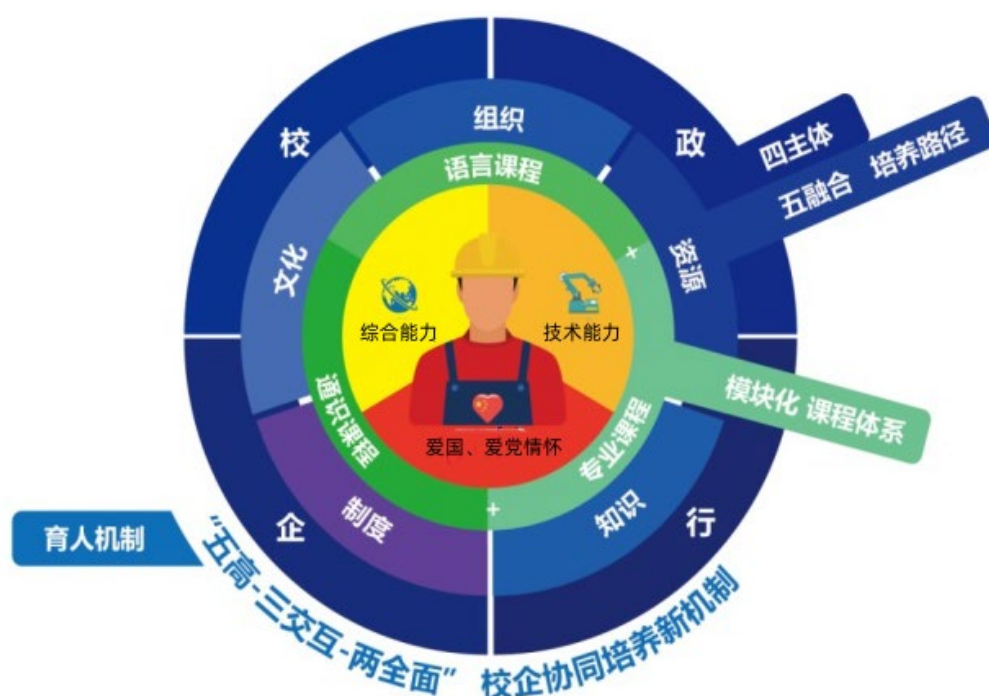 校
政
企
行
四主体
五融合 培养路径
组织
资源
知识
制度
文化
语言课程
+
专业课程
+
通识课程
综合能力
技术能力
爱国、爱党情怀
模块化 课程体系
育人机制
“五高-三交互-两全面” 校企协同培养新机制